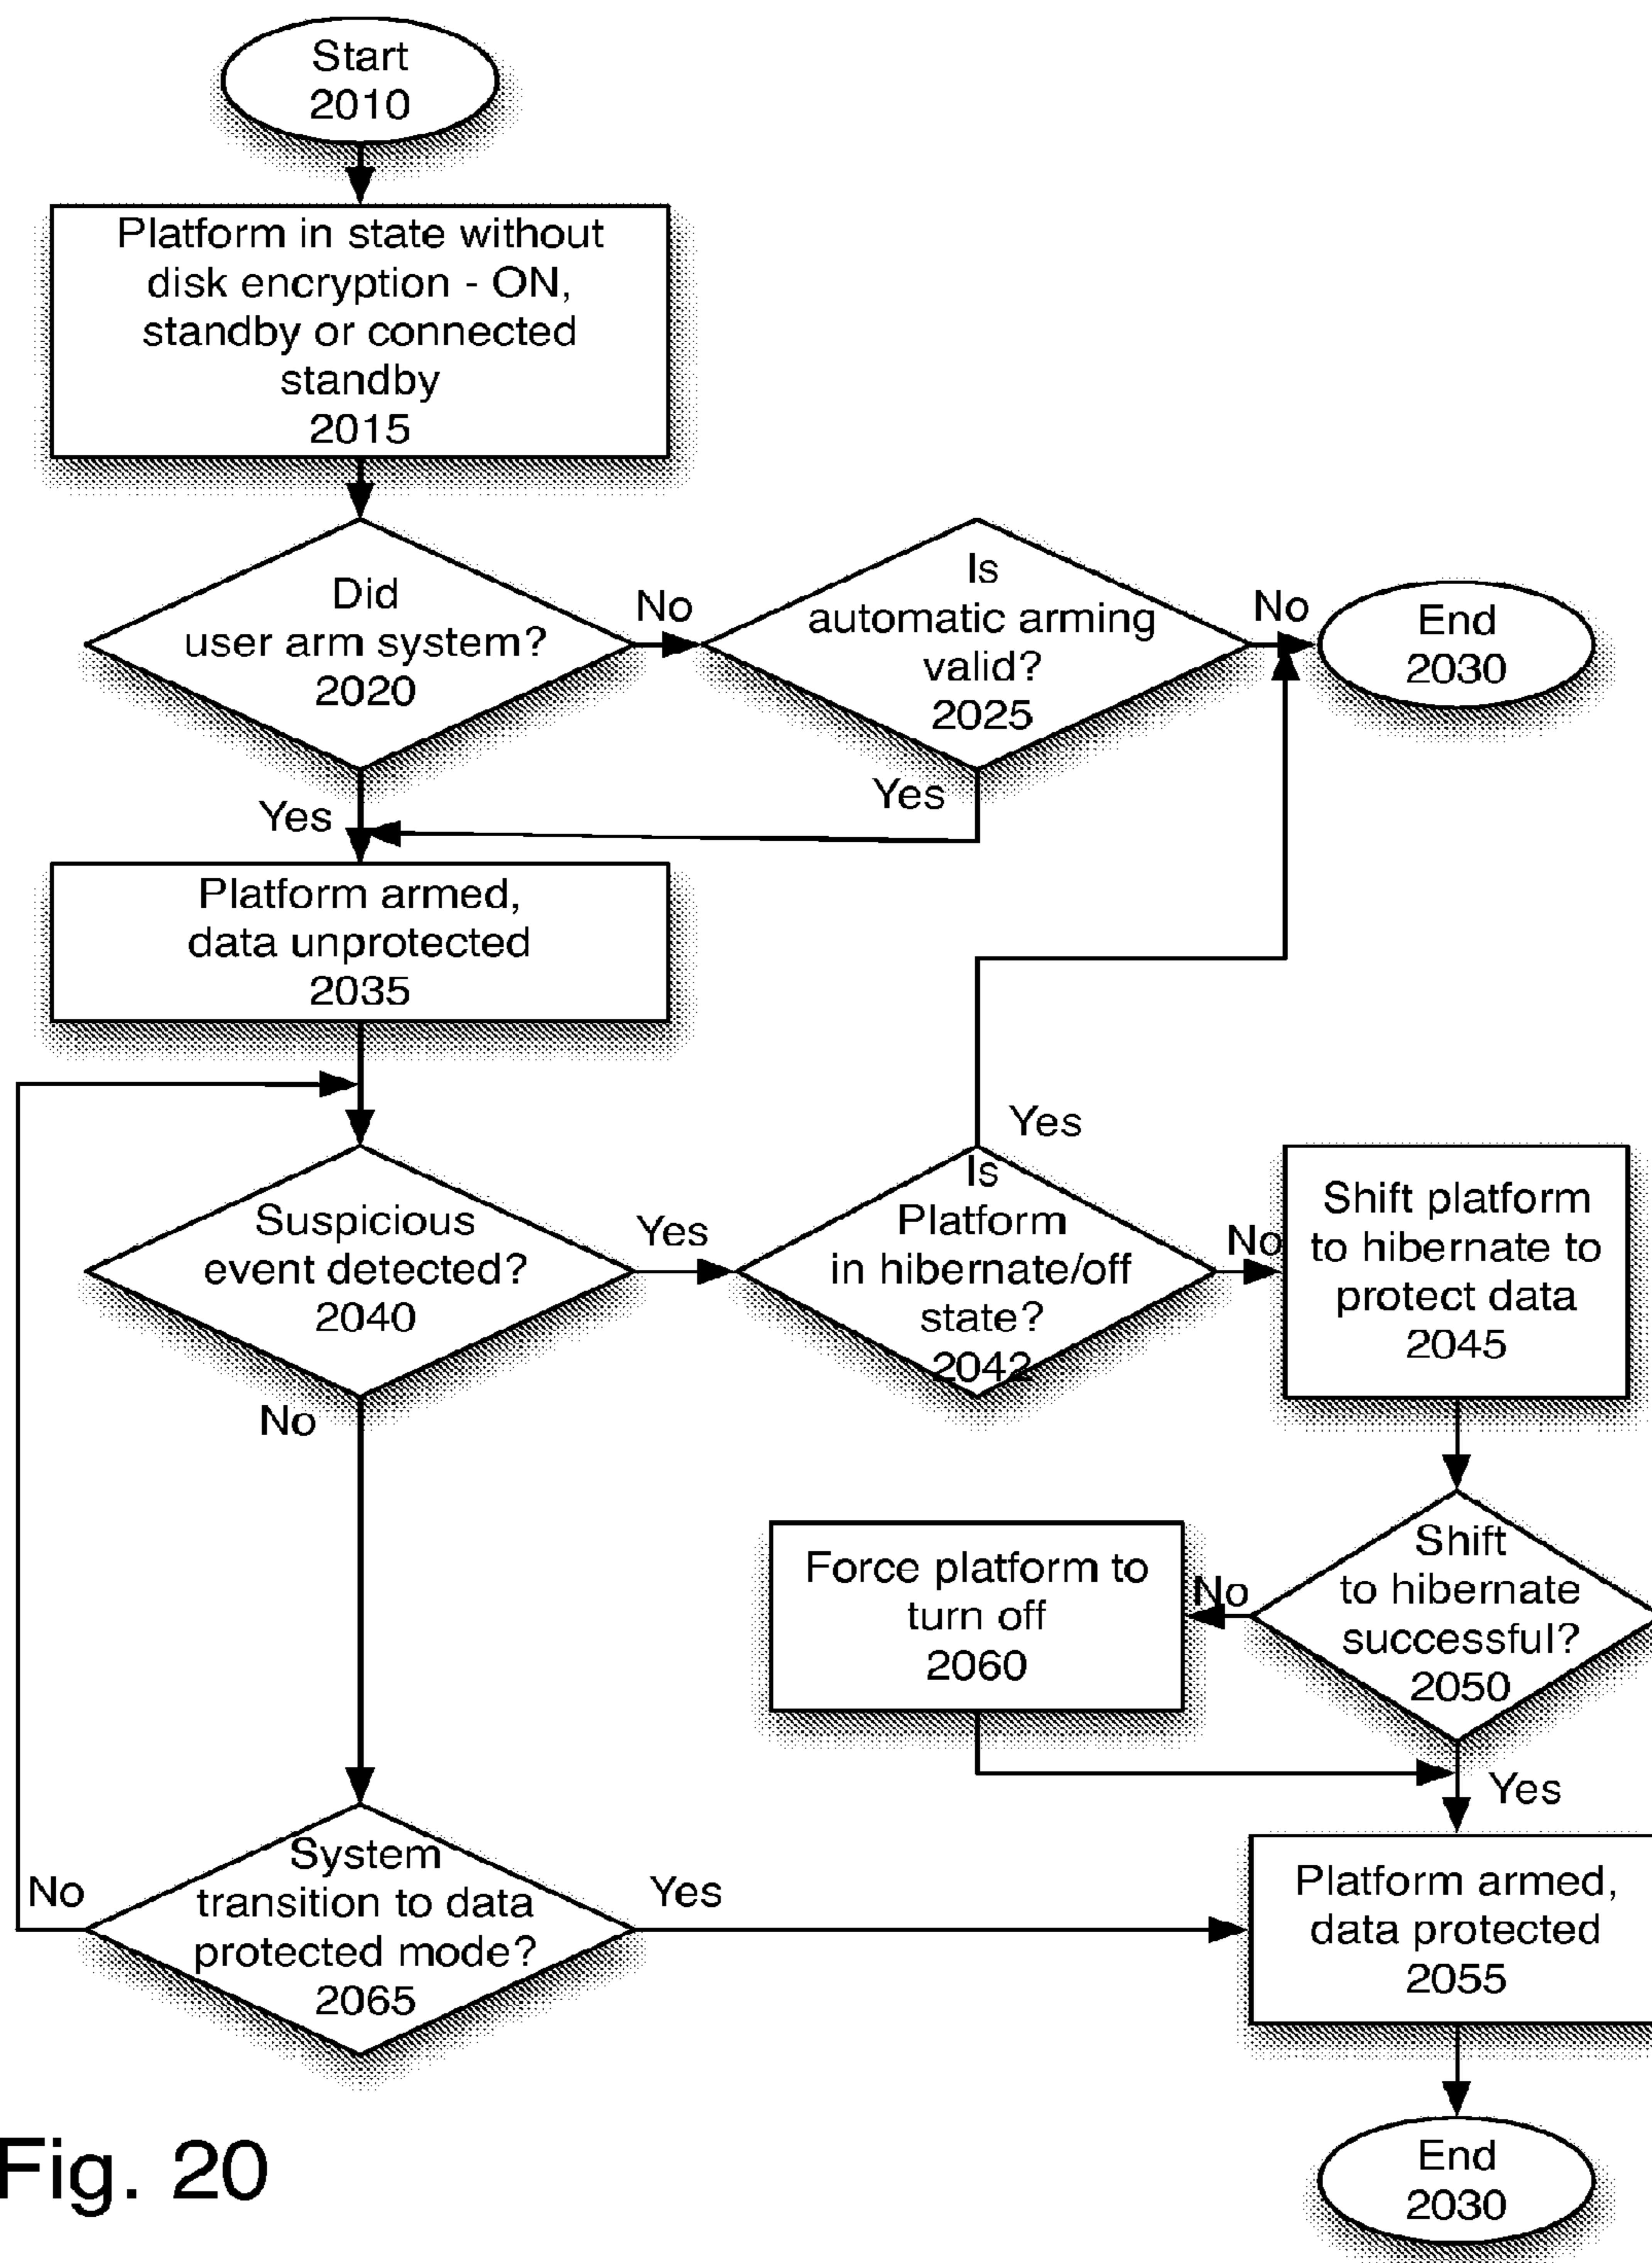 Start
2010
Platform in state without
disk encryption - ON,
standby or connected
standby
2015
Did
user arm system?
2020
No
Is
automatic arming
valid?
2025
No
End
2030
Yes
Yes
Platform armed,
data unprotected
2035
Yes
Suspicious
event detected?
2040
Yes
Is
Platform
in hibernate/off
state?
2042
No
Shift platform
to hibernate to
protect data
2045
No
Force platform to
turn off
2060
No
Shift
to hibernate
successful?
2050
Yes
System
transition to data
protected mode?
2065
No
Yes
Platform armed,
data protected
2055
End
2030
Fig. 20